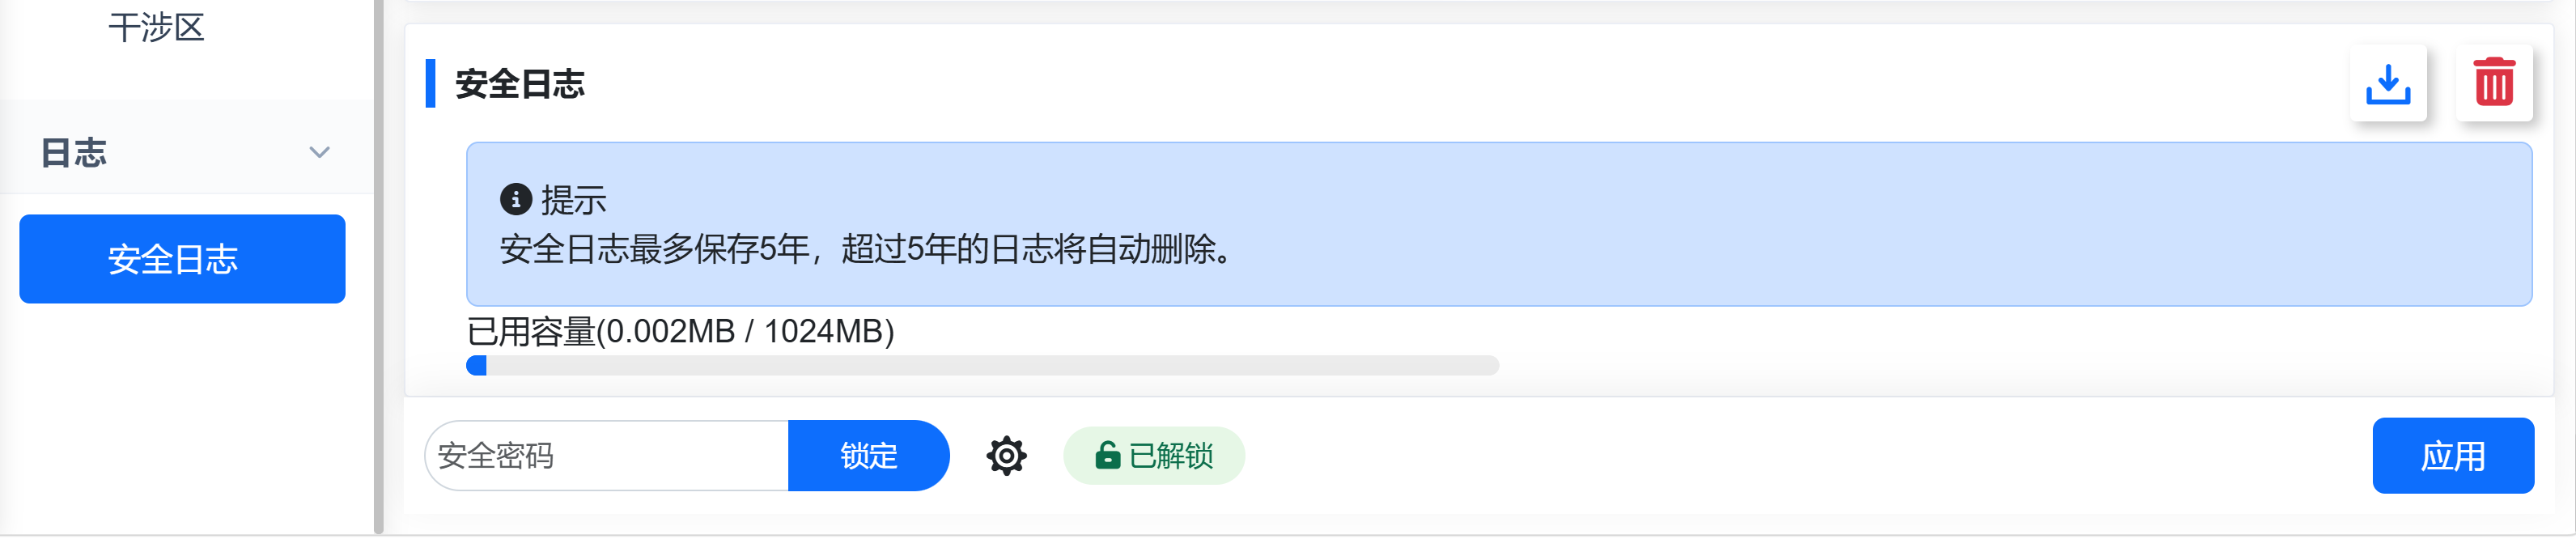 干涉区
日志
安全日志
安全日志
提示
安全日志最多保存5年，超过5年的日志将自动删除。
已用容量(0.002MB / 1024MB)
安全密码
锁定
已解锁
应用